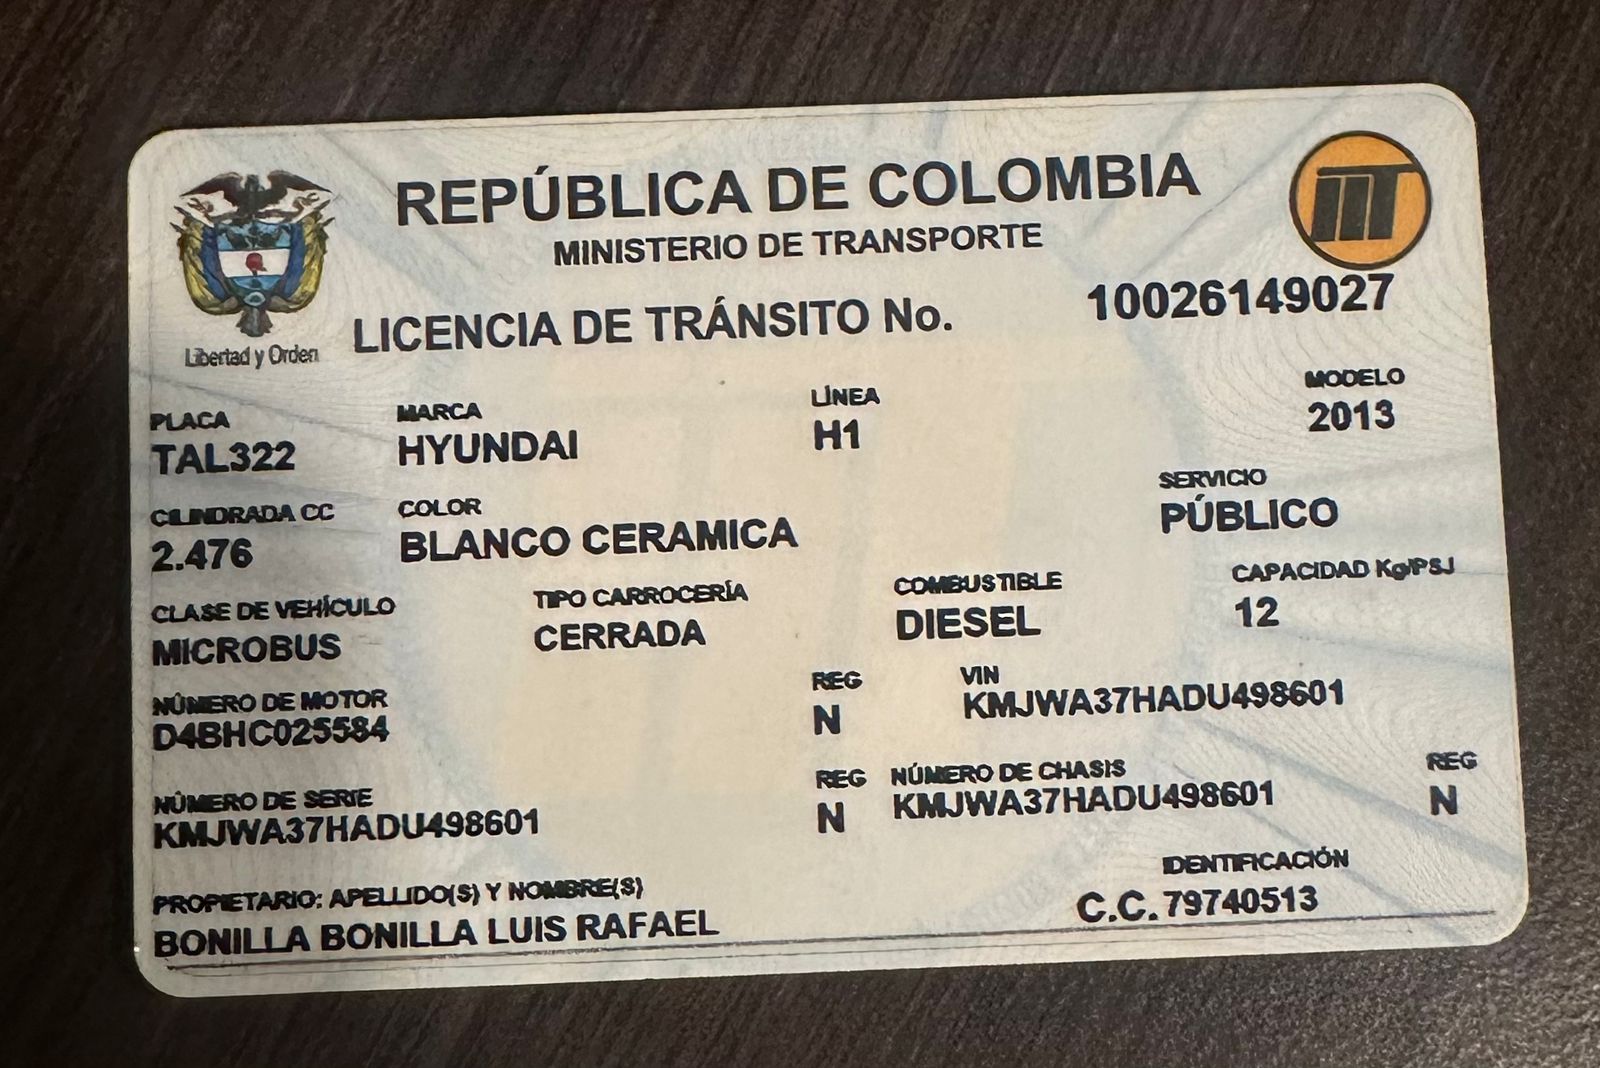 REPÚBLICA DE COLOMBIA
MINISTERIO DE TRANSPORTE
Libertad y Orden
LICENCIA DE TRÁNSITO No. 10026149027
PLACA MARCA LÍNEA MODELO
TAL322 HYUNDAI H1 2013
CILINDRADA CC COLOR SERVICIO
2.476 BLANCO CERAMICA PÚBLICO
CLASE DE VEHÍCULO TIPO CARROCERÍA COMBUSTIBLE CAPACIDAD Kg/PSJ
MICROBUS CERRADA DIESEL 12
NÚMERO DE MOTOR REG VIN
D4BHC025584 N KMJWA37HADU498601
NÚMERO DE SERIE REG NÚMERO DE CHASIS REG
KMJWA37HADU498601 N KMJWA37HADU498601 N
PROPIETARIO: APELLIDO(S) Y NOMBRE(S) IDENTIFICACIÓN
BONILLA BONILLA LUIS RAFAEL C.C. 79740513